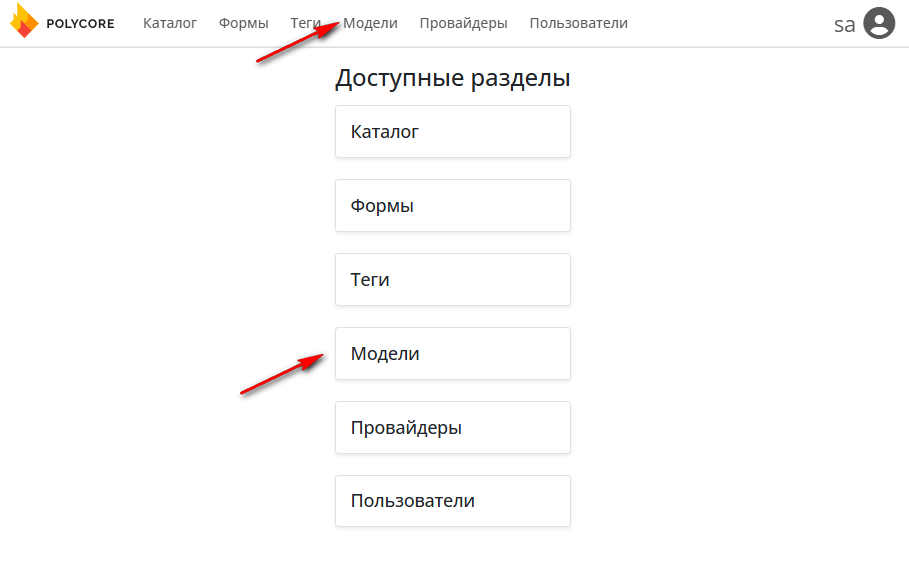 POLYCORE Каталог Формы Теги Модели Провайдеры Пользователи sa
Доступные разделы
Каталог
Формы
Теги
Модели
Провайдеры
Пользователи